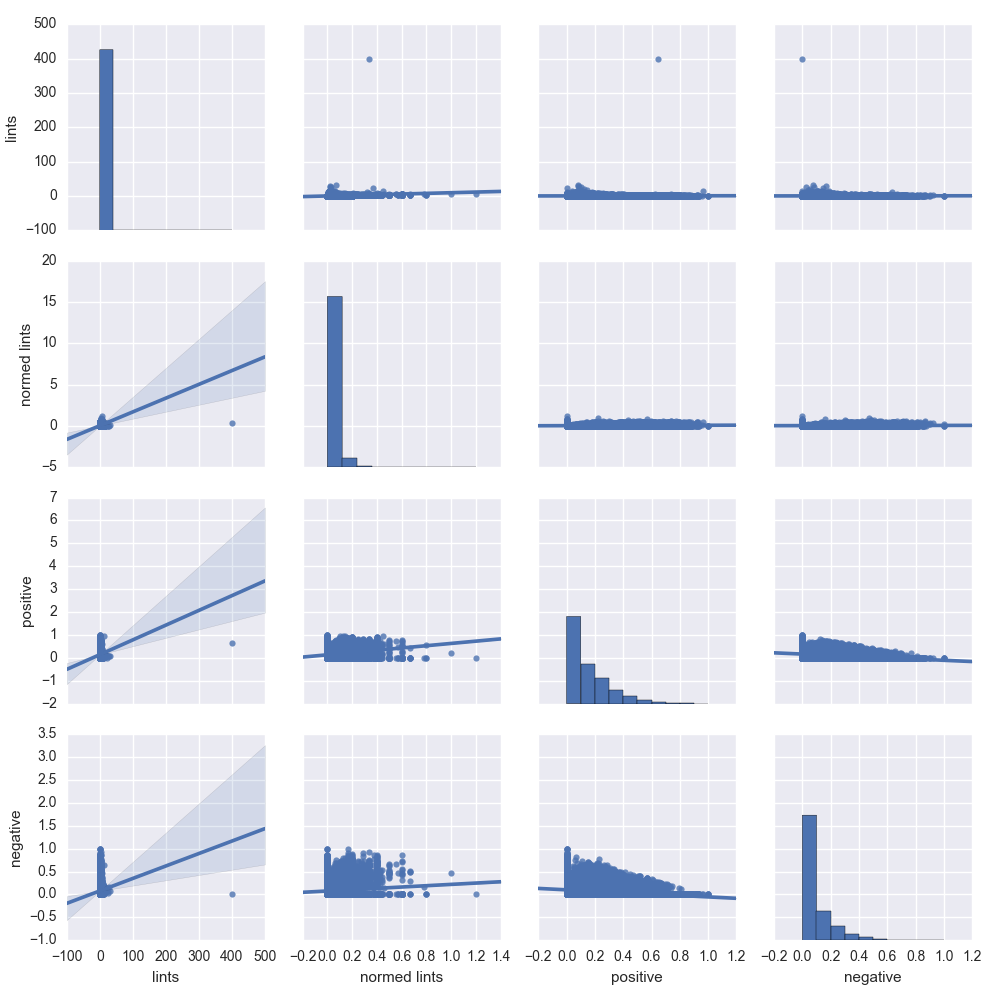 500
400
300
200
100
0
−100
lints
20
15
10
5
0
−5
normed lints
7
6
5
4
3
2
1
0
−1
−2
positive
3.5
3.0
2.5
2.0
1.5
1.0
0.5
0.0
−0.5
−1.0
negative
−100 0 100 200 300 400 500
−0.2 0.0 0.2 0.4 0.6 0.8 1.0 1.2 1.4
−0.2 0.0 0.2 0.4 0.6 0.8 1.0 1.2
−0.2 0.0 0.2 0.4 0.6 0.8 1.0 1.2
lints
normed lints
positive
negative